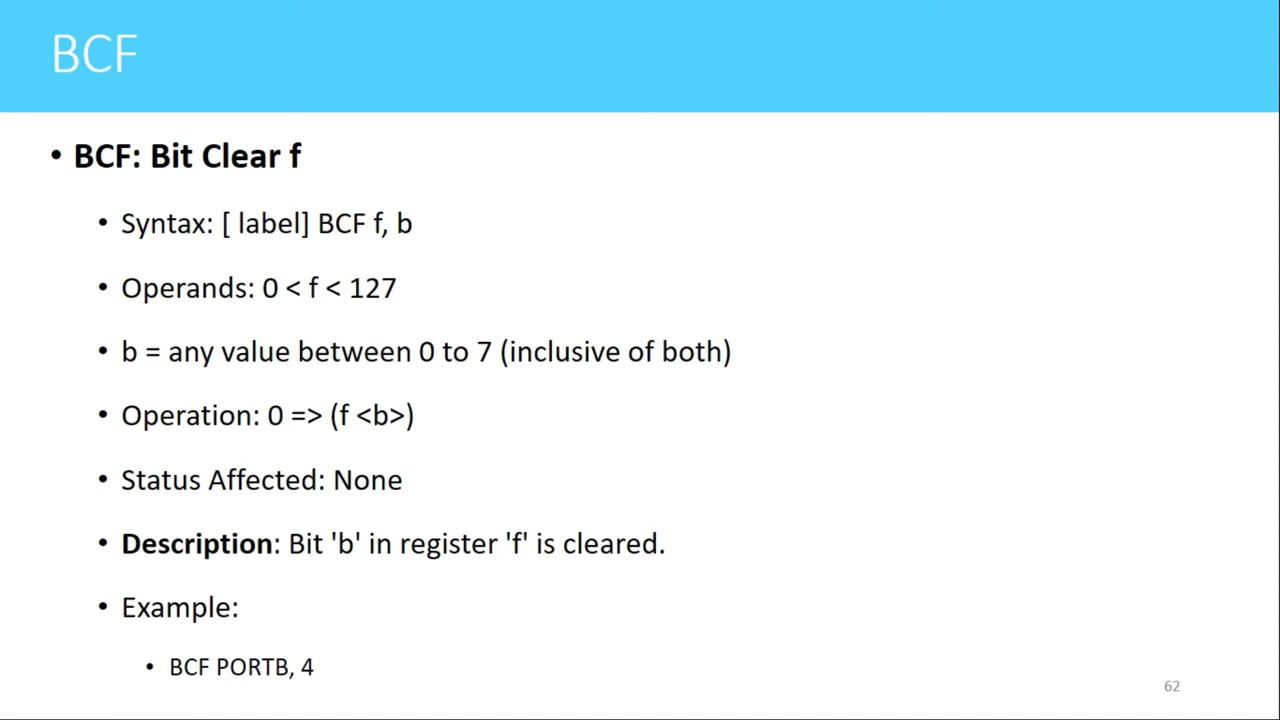 BCF
• BCF: Bit Clear f
• Syntax: [ label] BCF f, b
• Operands: 0 < f < 127
• b = any value between 0 to 7 (inclusive of both)
• Operation: 0 => (f <b>)
• Status Affected: None
• Description: Bit 'b' in register 'f' is cleared.
• Example:
• BCF PORTB, 4
62